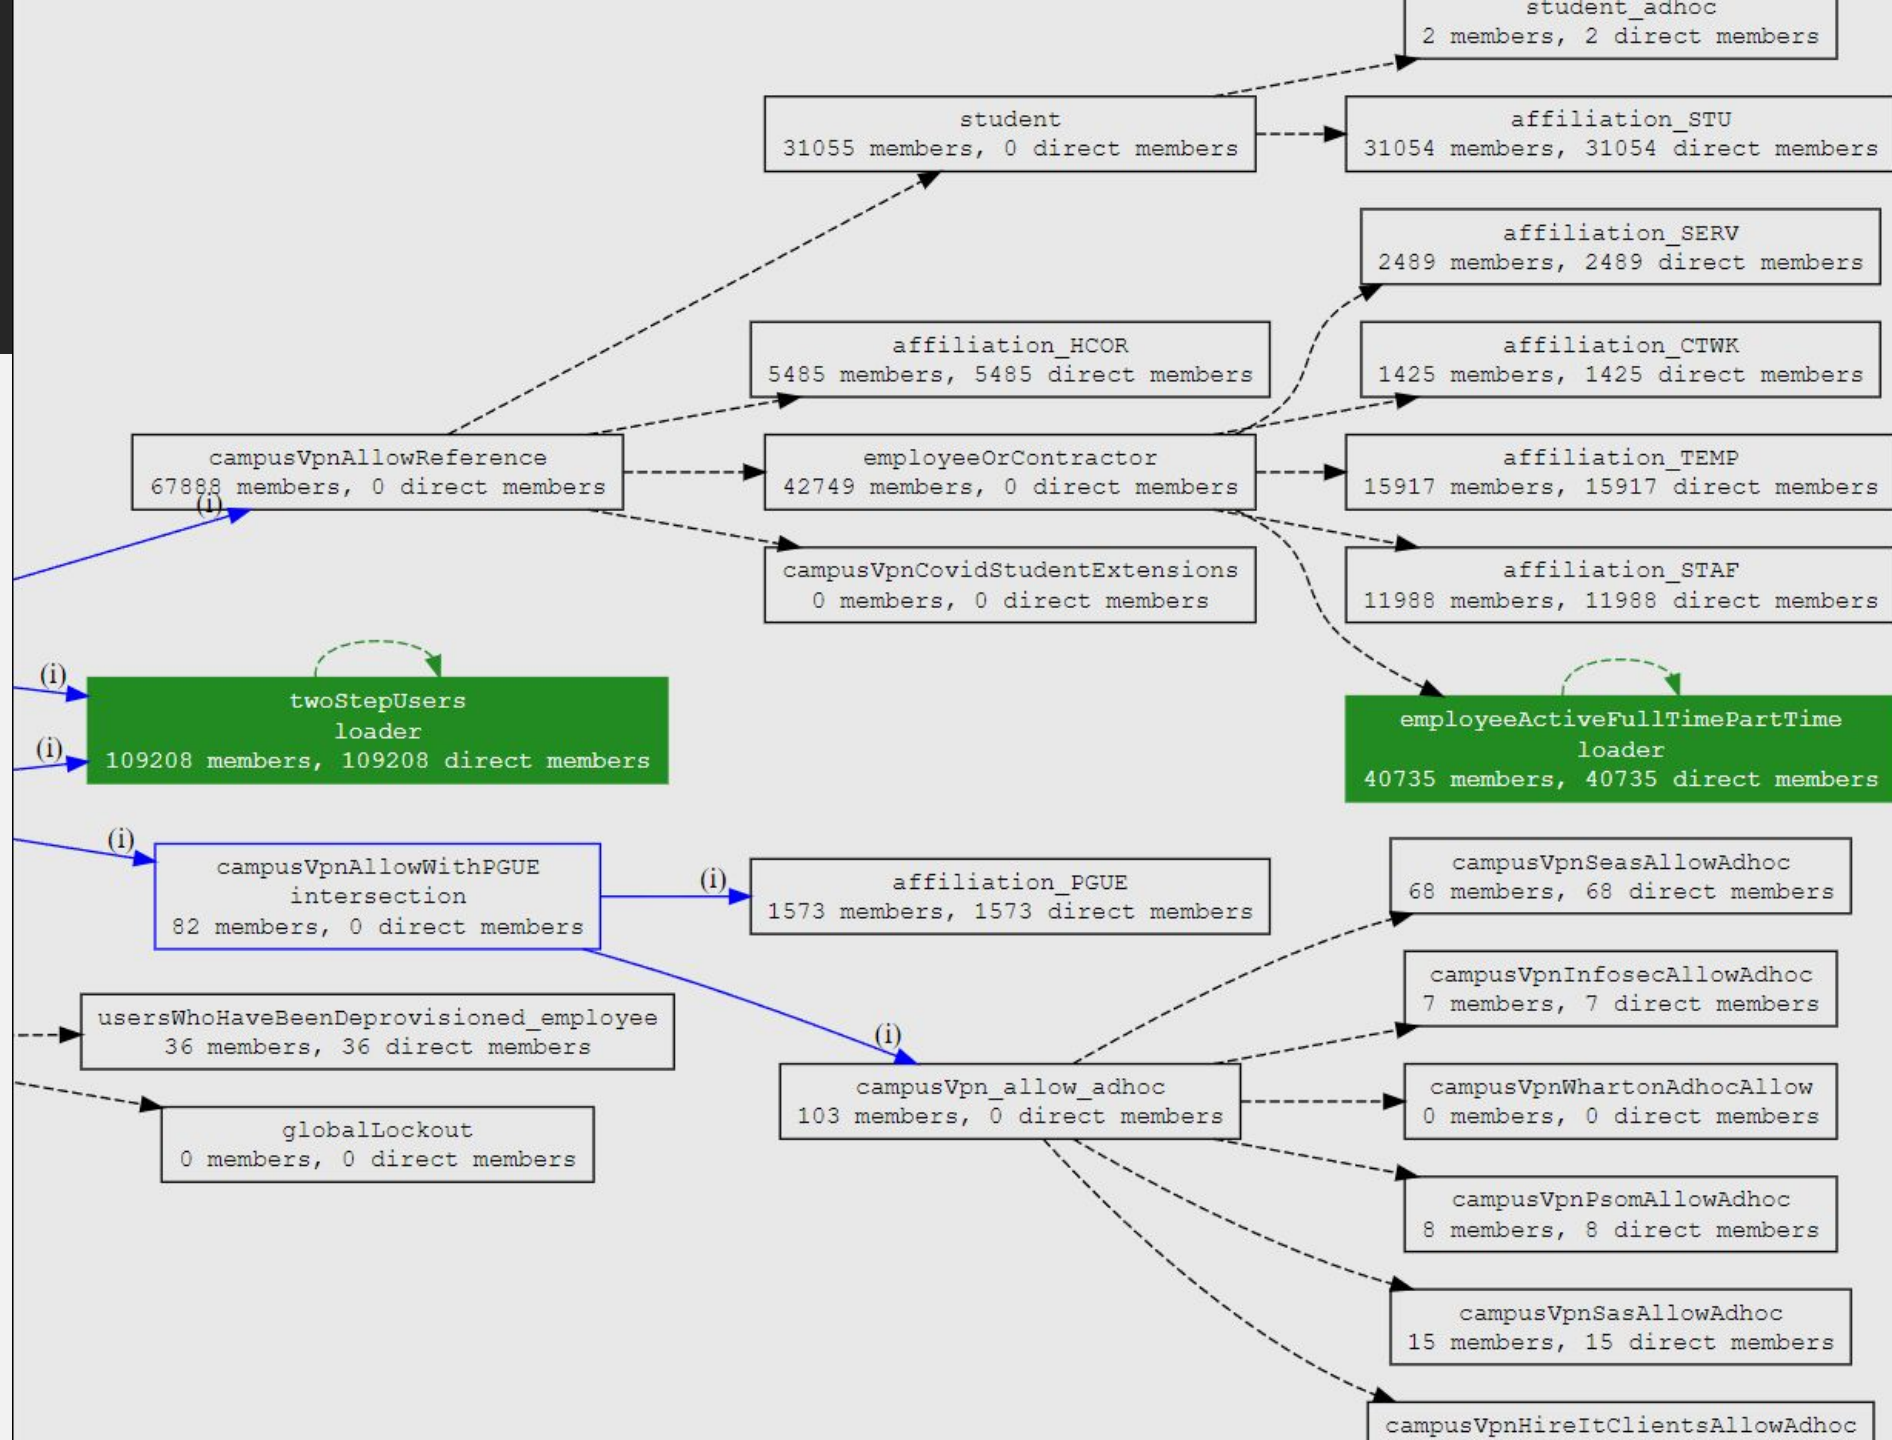 student_adhoc
2 members, 2 direct members
student
31055 members, 0 direct members
affiliation_STU
31054 members, 31054 direct members
affiliation_SERV
2489 members, 2489 direct members
affiliation_HCOR
5485 members, 5485 direct members
affiliation_CTWK
1425 members, 1425 direct members
campusVpnAllowReference
67888 members, 0 direct members
(i)
employeeOrContractor
42749 members, 0 direct members
affiliation_TEMP
15917 members, 15917 direct members
campusVpnCovidStudentExtensions
0 members, 0 direct members
affiliation_STAF
11988 members, 11988 direct members
(i)
(i)
twoStepUsers
loader
109208 members, 109208 direct members
employeeActiveFullTimePartTime
loader
40735 members, 40735 direct members
(i)
campusVpnAllowWithPGUE
intersection
82 members, 0 direct members
(i)
affiliation_PGUE
1573 members, 1573 direct members
campusVpnSeasAllowAdhoc
68 members, 68 direct members
campusVpnInfosecAllowAdhoc
7 members, 7 direct members
usersWhoHaveBeenDeprovisioned_employee
36 members, 36 direct members
(i)
campusVpn_allow_adhoc
103 members, 0 direct members
campusVpnWhartonAdhocAllow
0 members, 0 direct members
globalLockout
0 members, 0 direct members
campusVpnPsomAllowAdhoc
8 members, 8 direct members
campusVpnSasAllowAdhoc
15 members, 15 direct members
campusVpnHireItClientsAllowAdhoc